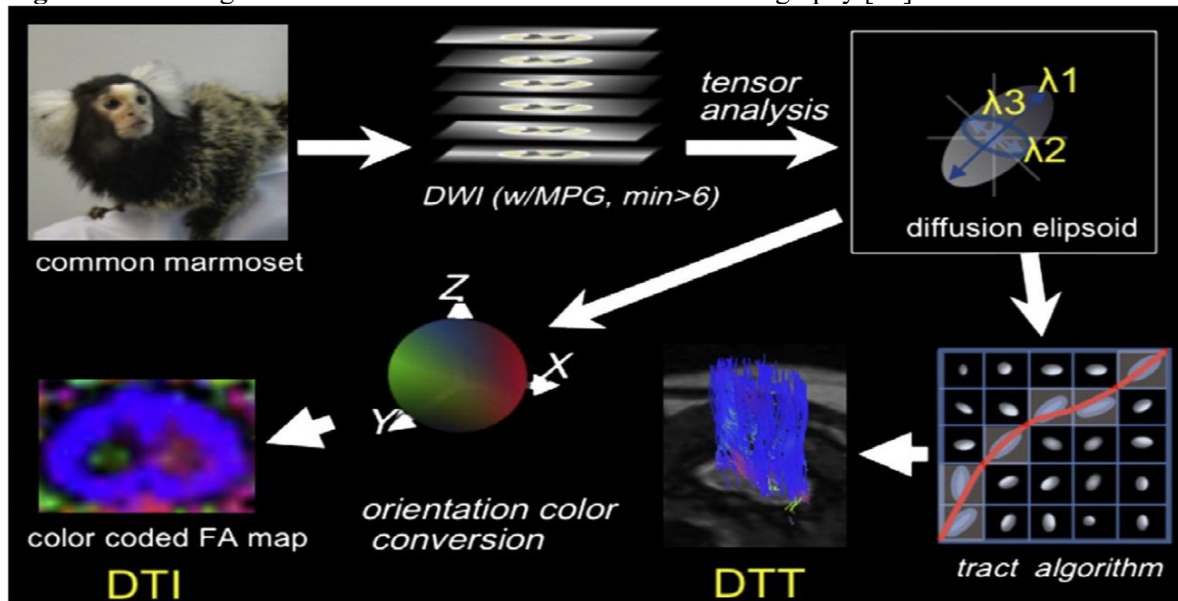 tensor
analysis
λ1
λ3
λ2
DWI (w/MPG, min>6)
diffusion elipsoid
common marmoset
Z
X
Y
orientation color
conversion
color coded FA map
DTI
DTT
tract algorithm